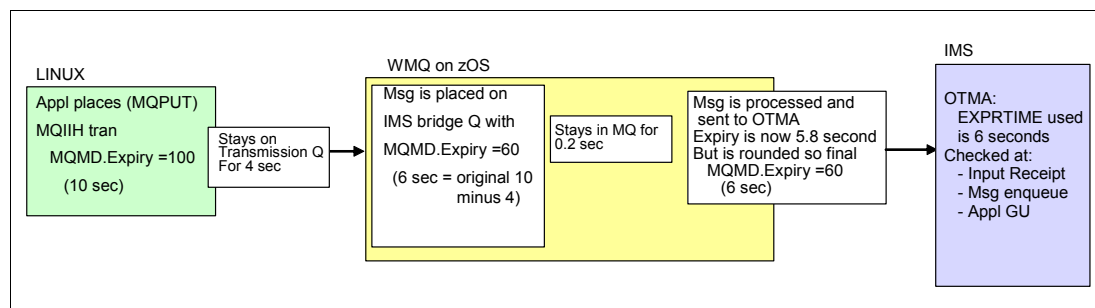 LINUX
Appl places (MQPUT)
MQIIH tran
MQMD.Expiry =100
(10 sec)
Stays on
Transmission Q
For 4 sec
WMQ on zOS
Msg is placed on
IMS bridge Q with
MQMD.Expiry =60
(6 sec = original 10
minus 4)
Stays in MQ for
0.2 sec
Msg is processed and
sent to OTMA
Expiry is now 5.8 second
But is rounded so final
MQMD.Expiry =60
(6 sec)
IMS
OTMA:
EXPRTIME used
is 6 seconds
Checked at:
- Input Receipt
- Msg enqueue
- Appl GU